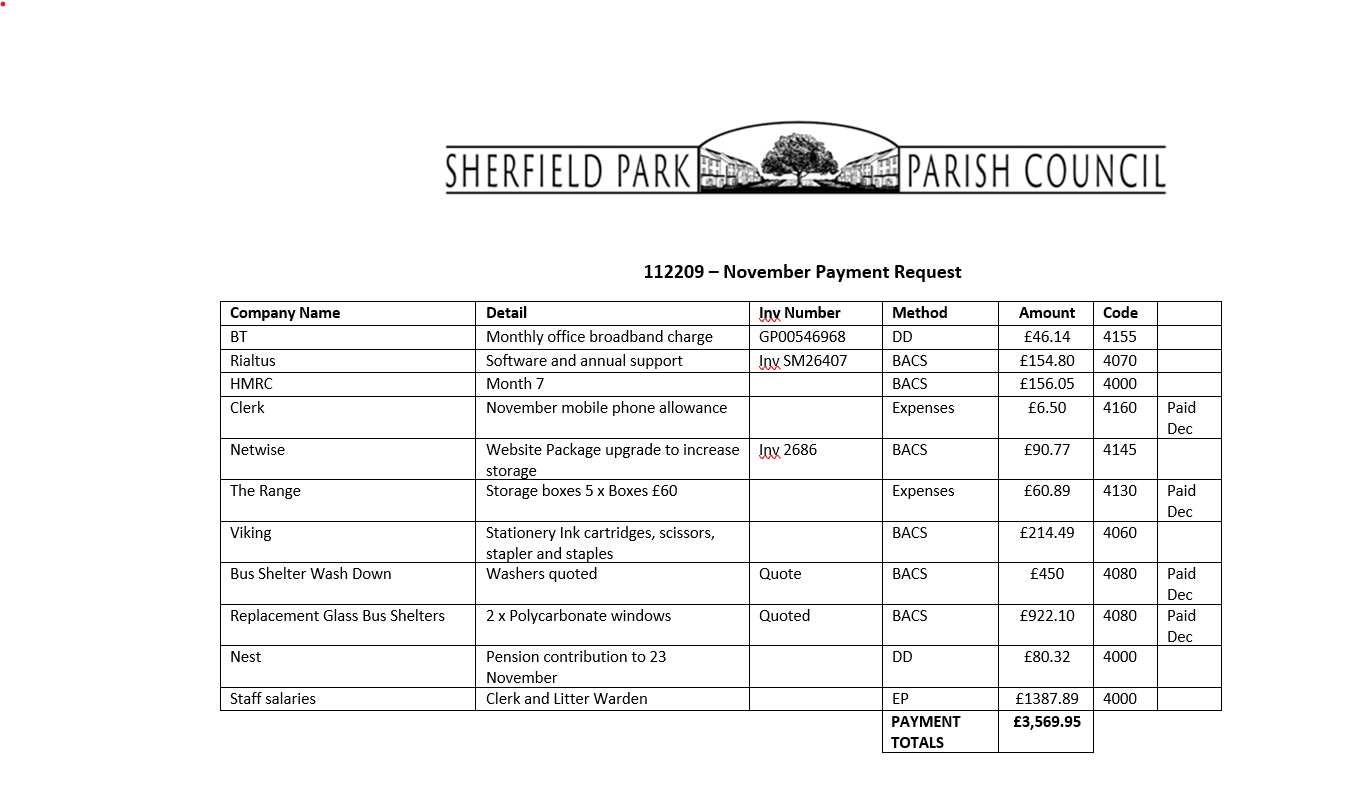 SHERFIELD PARK PARISH COUNCIL
112209 – November Payment Request
Company Name Detail Inv Number Method Amount Code
BT Monthly office broadband charge GP00546968 DD £46.14 4155
Rialtus Software and annual support Inv SM26407 BACS £154.80 4070
HMRC Month 7 BACS £156.05 4000
Clerk November mobile phone allowance Expenses £6.50 4160 Paid
Dec
Netwise Website Package upgrade to increase Inv 2686 BACS £90.77 4145
storage
The Range Storage boxes 5 x Boxes £60 Expenses £60.89 4130 Paid
Dec
Viking Stationery Ink cartridges, scissors, BACS £214.49 4060
stapler and staples
Bus Shelter Wash Down Washers quoted Quote BACS £450 4080 Paid
Dec
Replacement Glass Bus Shelters 2 x Polycarbonate windows Quoted BACS £922.10 4080 Paid
Dec
Nest Pension contribution to 23 DD £80.32 4000
November
Staff salaries Clerk and Litter Warden EP £1387.89 4000
PAYMENT £3,569.95
TOTALS